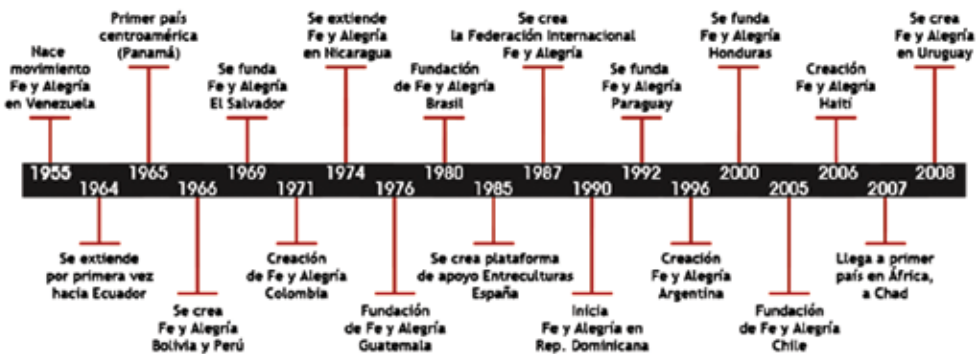 Nace
movimiento
Fe y Alegría
en Venezuela
Primer país
centroamérica
(Panamá)
Se funda
Fe y Alegría
El Salvador
Se extiende
Fe y Alegría
en Nicaragua
Fundación
de Fe y Alegría
Brasil
Se crea
la Federación Internacional
Fe y Alegría
Se funda
Fe y Alegría
Paraguay
Se funda
Fe y Alegría
Honduras
Creación
Fe y Alegría
Haití
Se crea
Fe y Alegría
en Uruguay
1955 1965 1969 1974 1980 1987 1992 2000 2006 2008
1964 1966 1971 1976 1985 1990 1996 2005 2007
Se extiende
por primera vez
hacia Ecuador
Se crea
Fe y Alegría
Bolivia y Perú
Creación
de Fe y Alegría
Colombia
Fundación
de Fe y Alegría
Guatemala
Se crea plataforma
de apoyo Entreculturas
España
Inicia
Fe y Alegría en
Rep. Dominicana
Creación
Fe y Alegría
Argentina
Fundación
de Fe y Alegría
Chile
Llega a primer
país en África,
a Chad